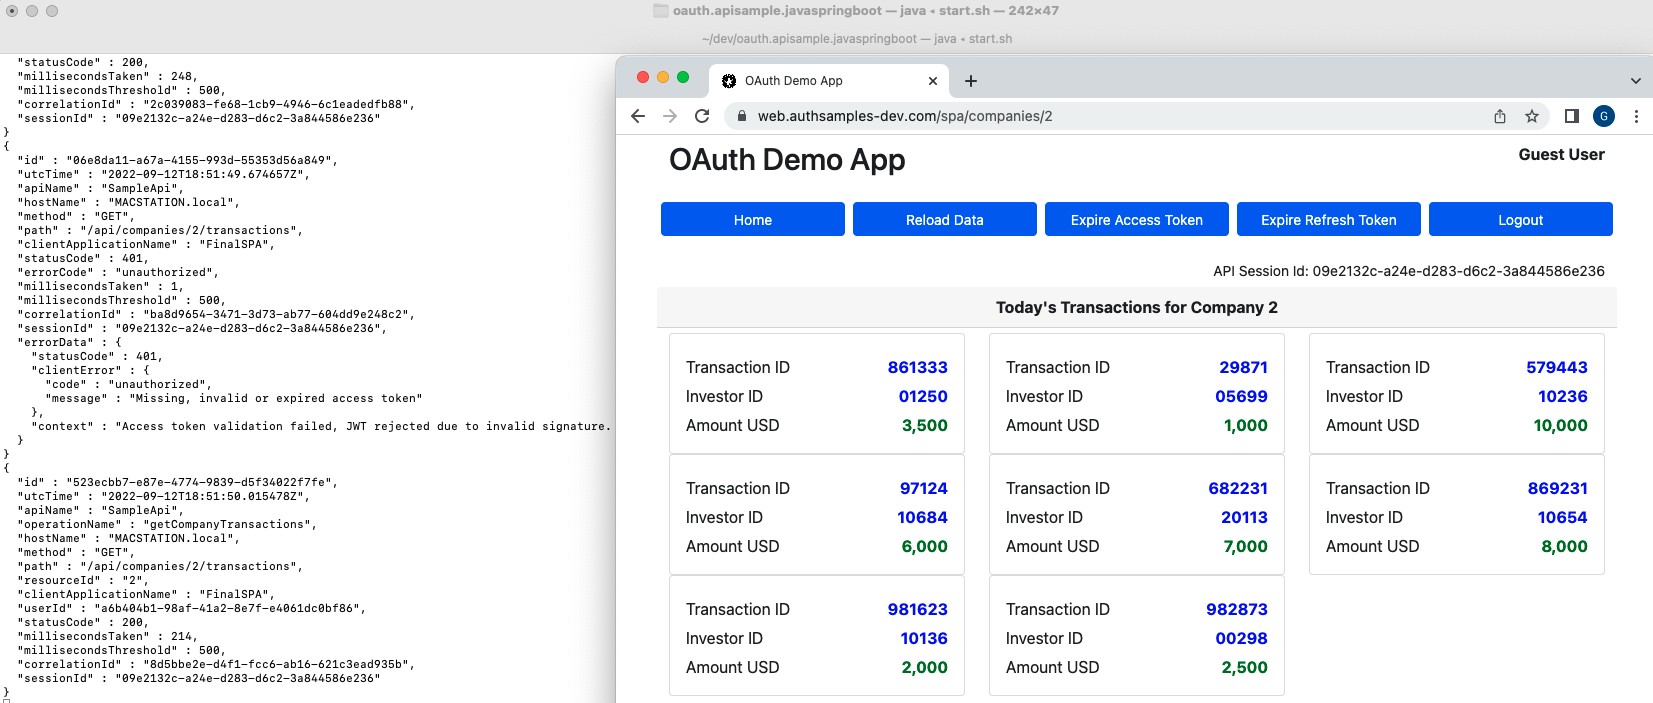 oauth.apisample.javaspringboot — java ◂ start.sh — 242×47
~/dev/oauth.apisample.javaspringboot — java ◂ start.sh
"statusCode" : 200,
"millisecondsTaken" : 248,
"millisecondsThreshold" : 500,
"correlationId" : "2c039083-fe68-1cb9-4946-6c1eadedfb88",
"sessionId" : "09e2132c-a24e-d283-d6c2-3a844586e236"
}
{
"id" : "06e8da11-a67a-4155-993d-55353d56a849",
"utcTime" : "2022-09-12T18:51:49.674657Z",
"apiName" : "SampleApi",
"hostName" : "MACSTATION.local",
"method" : "GET",
"path" : "/api/companies/2/transactions",
"clientApplicationName" : "FinalSPA",
"statusCode" : 401,
"errorCode" : "unauthorized",
"millisecondsTaken" : 1,
"millisecondsThreshold" : 500,
"correlationId" : "ba8d9654-3471-3d73-ab77-604dd9e248c2",
"sessionId" : "09e2132c-a24e-d283-d6c2-3a844586e236",
"errorData" : {
"statusCode" : 401,
"clientError" : {
"code" : "unauthorized",
"message" : "Missing, invalid or expired access token"
},
"context" : "Access token validation failed, JWT rejected due to invalid signature.
}
}
{
"id" : "523ecbb7-e87e-4774-9839-d5f34022f7fe",
"utcTime" : "2022-09-12T18:51:50.015478Z",
"apiName" : "SampleApi",
"operationName" : "getCompanyTransactions",
"hostName" : "MACSTATION.local",
"method" : "GET",
"path" : "/api/companies/2/transactions",
"resourceId" : "2",
"clientApplicationName" : "FinalSPA",
"userId" : "a6b404b1-98af-41a2-8e7f-e4061dc0bf86",
"statusCode" : 200,
"millisecondsTaken" : 214,
"millisecondsThreshold" : 500,
"correlationId" : "8d5bbe2e-d4f1-fcc6-ab16-621c3ead935b",
"sessionId" : "09e2132c-a24e-d283-d6c2-3a844586e236"
}
OAuth Demo App
web.authsamples-dev.com/spa/companies/2
G
OAuth Demo App
Guest User
Home
Reload Data
Expire Access Token
Expire Refresh Token
Logout
API Session Id: 09e2132c-a24e-d283-d6c2-3a844586e236
Today's Transactions for Company 2
Transaction ID 861333
Investor ID 01250
Amount USD 3,500
Transaction ID 29871
Investor ID 05699
Amount USD 1,000
Transaction ID 579443
Investor ID 10236
Amount USD 10,000
Transaction ID 97124
Investor ID 10684
Amount USD 6,000
Transaction ID 682231
Investor ID 20113
Amount USD 7,000
Transaction ID 869231
Investor ID 10654
Amount USD 8,000
Transaction ID 981623
Investor ID 10136
Amount USD 2,000
Transaction ID 982873
Investor ID 00298
Amount USD 2,500